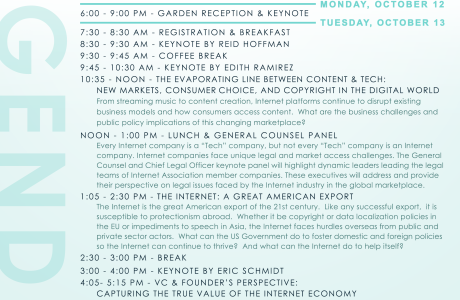 GEND
MONDAY, OCTOBER 12
6:00 - 9:00 PM - GARDEN RECEPTION & KEYNOTE
TUESDAY, OCTOBER 13
7:30 - 8:30 AM - REGISTRATION & BREAKFAST
8:30 - 9:30 AM - KEYNOTE BY REID HOFFMAN
9:30 - 9:45 AM - COFFEE BREAK
9:45 - 10:30 AM - KEYNOTE BY EDITH RAMIREZ
10:35 - NOON - THE EVAPORATING LINE BETWEEN CONTENT & TECH:
NEW MARKETS, CONSUMER CHOICE, AND COPYRIGHT IN THE DIGITAL WORLD
From streaming music to content creation, Internet platforms continue to disrupt existing
business models and how consumers access content. What are the business challenges and
public policy implications of this changing marketplace?
NOON - 1:00 PM - LUNCH & GENERAL COUNSEL PANEL
Every Internet company is a "Tech" company, but not every "Tech" company is an Internet
company. Internet companies face unique legal and market access challenges. The General
Counsel and Chief Legal Officer keynote panel will highlight dynamic leaders leading the legal
teams of Internet Association member companies. These executives will address and provide
their perspective on legal issues faced by the Internet industry in the global marketplace.
1:05 - 2:30 PM - THE INTERNET: A GREAT AMERICAN EXPORT
The Internet is the great American export of the 21st century. Like any successful export, it is
susceptible to protectionism abroad. Whether it be copyright or data localization policies in
the EU or impediments to speech in Asia, the Internet faces hurdles overseas from public and
private sector actors. What can the US Government do to foster domestic and foreign policies
so the Internet can continue to thrive? And what can the Internet do to help itself?
2:30 - 3:00 PM - BREAK
3:00 - 4:00 PM - KEYNOTE BY ERIC SCHMIDT
4:05- 5:15 PM - VC & FOUNDER'S PERSPECTIVE:
CAPTURING THE TRUE VALUE OF THE INTERNET ECONOMY